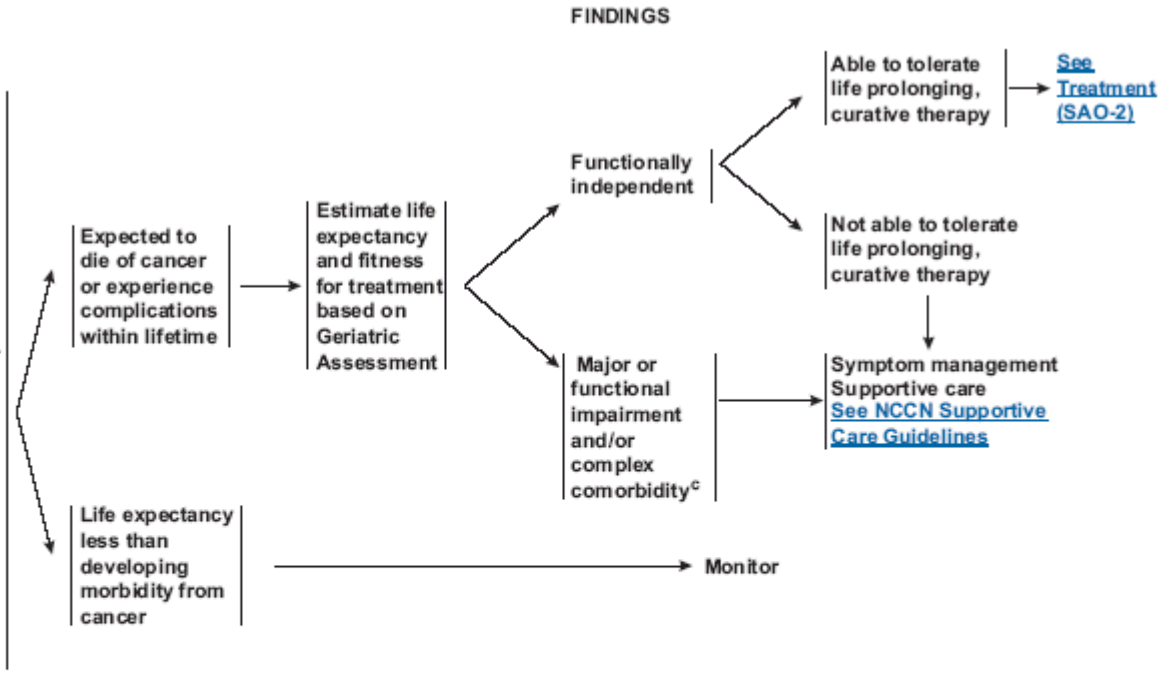 FINDINGS
Able to tolerate
life prolonging,
curative therapy
See
Treatment
(SAO-2)
Functionally
independent
Not able to tolerate
life prolonging,
curative therapy
Expected to
die of cancer
or experience
complications
within lifetime
Estimate life
expectancy
and fitness
for treatment
based on
Geriatric
Assessment
Major or
functional
impairment
and/or
complex
comorbidityᶜ
Symptom management
Supportive care
See NCCN Supportive
Care Guidelines
Life expectancy
less than
developing
morbidity from
cancer
Monitor